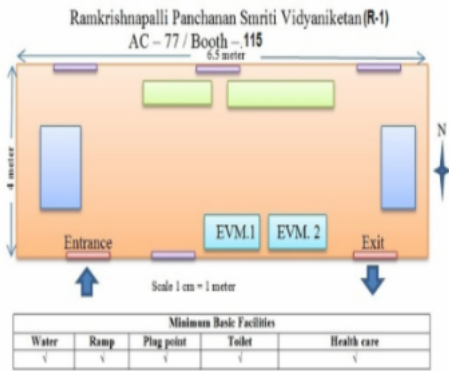 Ramkrishnapalli Panchanan Smriti Vidyaniketan (R-1)
AC – 77 / Booth – .115
6.5 meter
4 meter
N
EVM.1 EVM. 2
Entrance Exit
Scale 1 cm = 1 meter
Minimum Basic Facilities
Water Ramp Plug point Toilet Health care
√ √ √ √ √